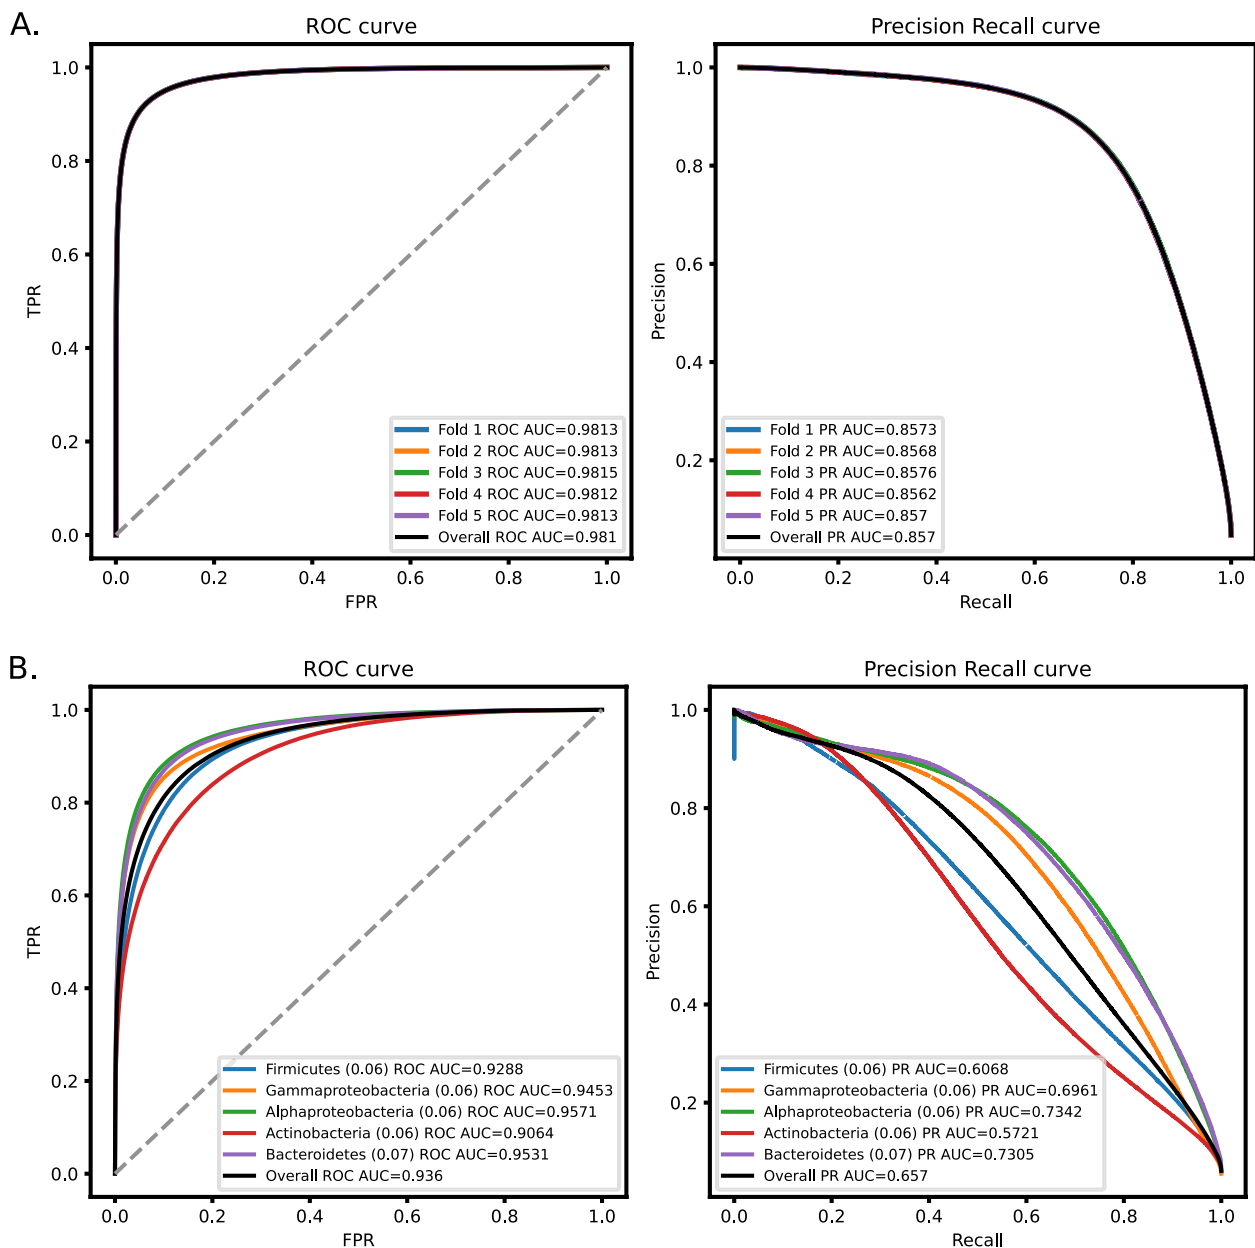 A.
ROC curve
1.0
0.8
0.6
0.4
0.2
0.0
TPR
Fold 1 ROC AUC=0.9813
Fold 2 ROC AUC=0.9813
Fold 3 ROC AUC=0.9815
Fold 4 ROC AUC=0.9812
Fold 5 ROC AUC=0.9813
Overall ROC AUC=0.981
0.0 0.2 0.4 0.6 0.8 1.0
FPR
Precision Recall curve
1.0
0.8
0.6
0.4
0.2
Precision
Fold 1 PR AUC=0.8573
Fold 2 PR AUC=0.8568
Fold 3 PR AUC=0.8576
Fold 4 PR AUC=0.8562
Fold 5 PR AUC=0.857
Overall PR AUC=0.857
0.0 0.2 0.4 0.6 0.8 1.0
Recall
B.
ROC curve
1.0
0.8
0.6
0.4
0.2
0.0
TPR
Firmicutes (0.06) ROC AUC=0.9288
Gammaproteobacteria (0.06) ROC AUC=0.9453
Alphaproteobacteria (0.06) ROC AUC=0.9571
Actinobacteria (0.06) ROC AUC=0.9064
Bacteroidetes (0.07) ROC AUC=0.9531
Overall ROC AUC=0.936
0.0 0.2 0.4 0.6 0.8 1.0
FPR
Precision Recall curve
1.0
0.8
0.6
0.4
0.2
Precision
Firmicutes (0.06) PR AUC=0.6068
Gammaproteobacteria (0.06) PR AUC=0.6961
Alphaproteobacteria (0.06) PR AUC=0.7342
Actinobacteria (0.06) PR AUC=0.5721
Bacteroidetes (0.07) PR AUC=0.7305
Overall PR AUC=0.657
0.0 0.2 0.4 0.6 0.8 1.0
Recall